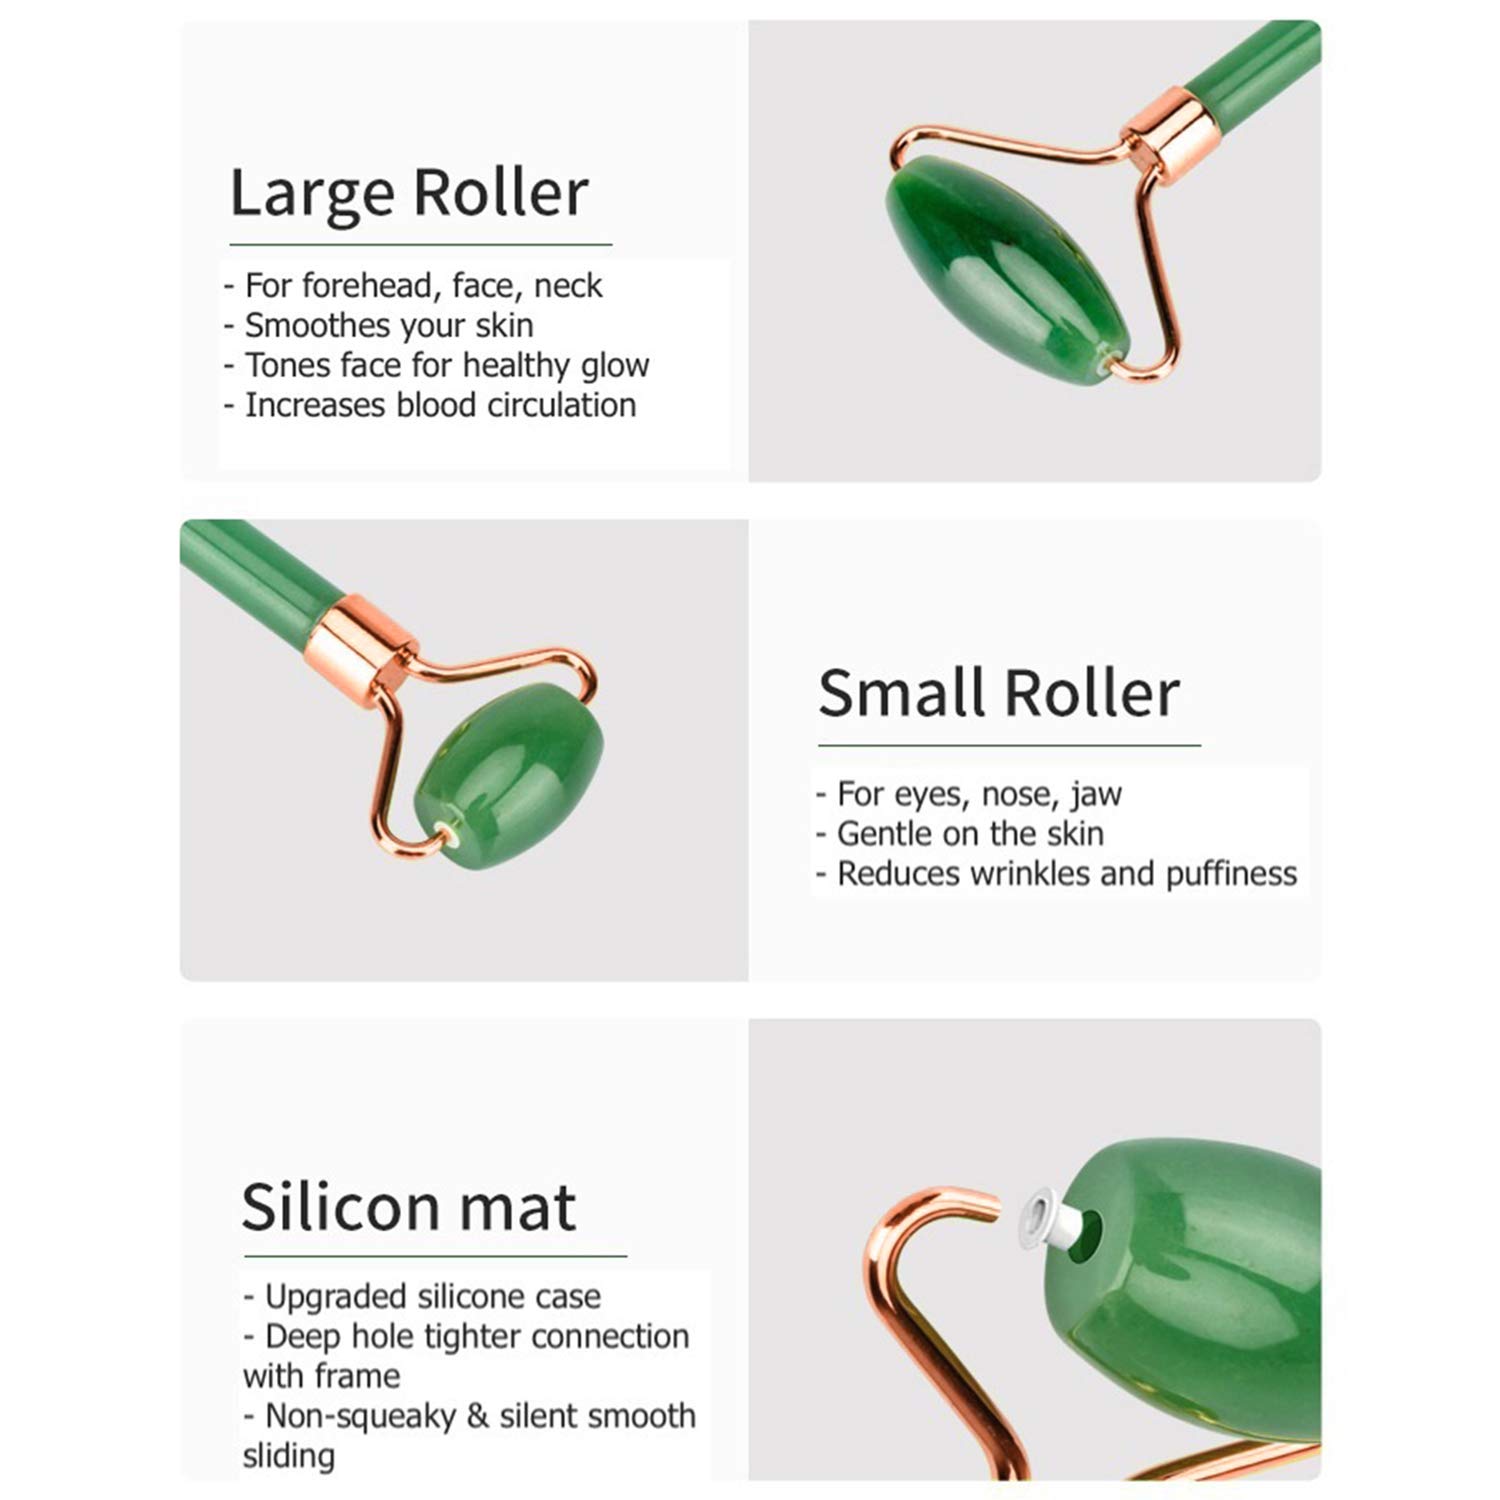 Large Roller
- For forehead, face, neck
- Smoothes your skin
- Tones face for healthy glow
- Increases blood circulation
Small Roller
- For eyes, nose, jaw
- Gentle on the skin
- Reduces wrinkles and puffiness
Silicon mat
- Upgraded silicone case
- Deep hole tighter connection
with frame
- Non-squeaky & silent smooth
sliding